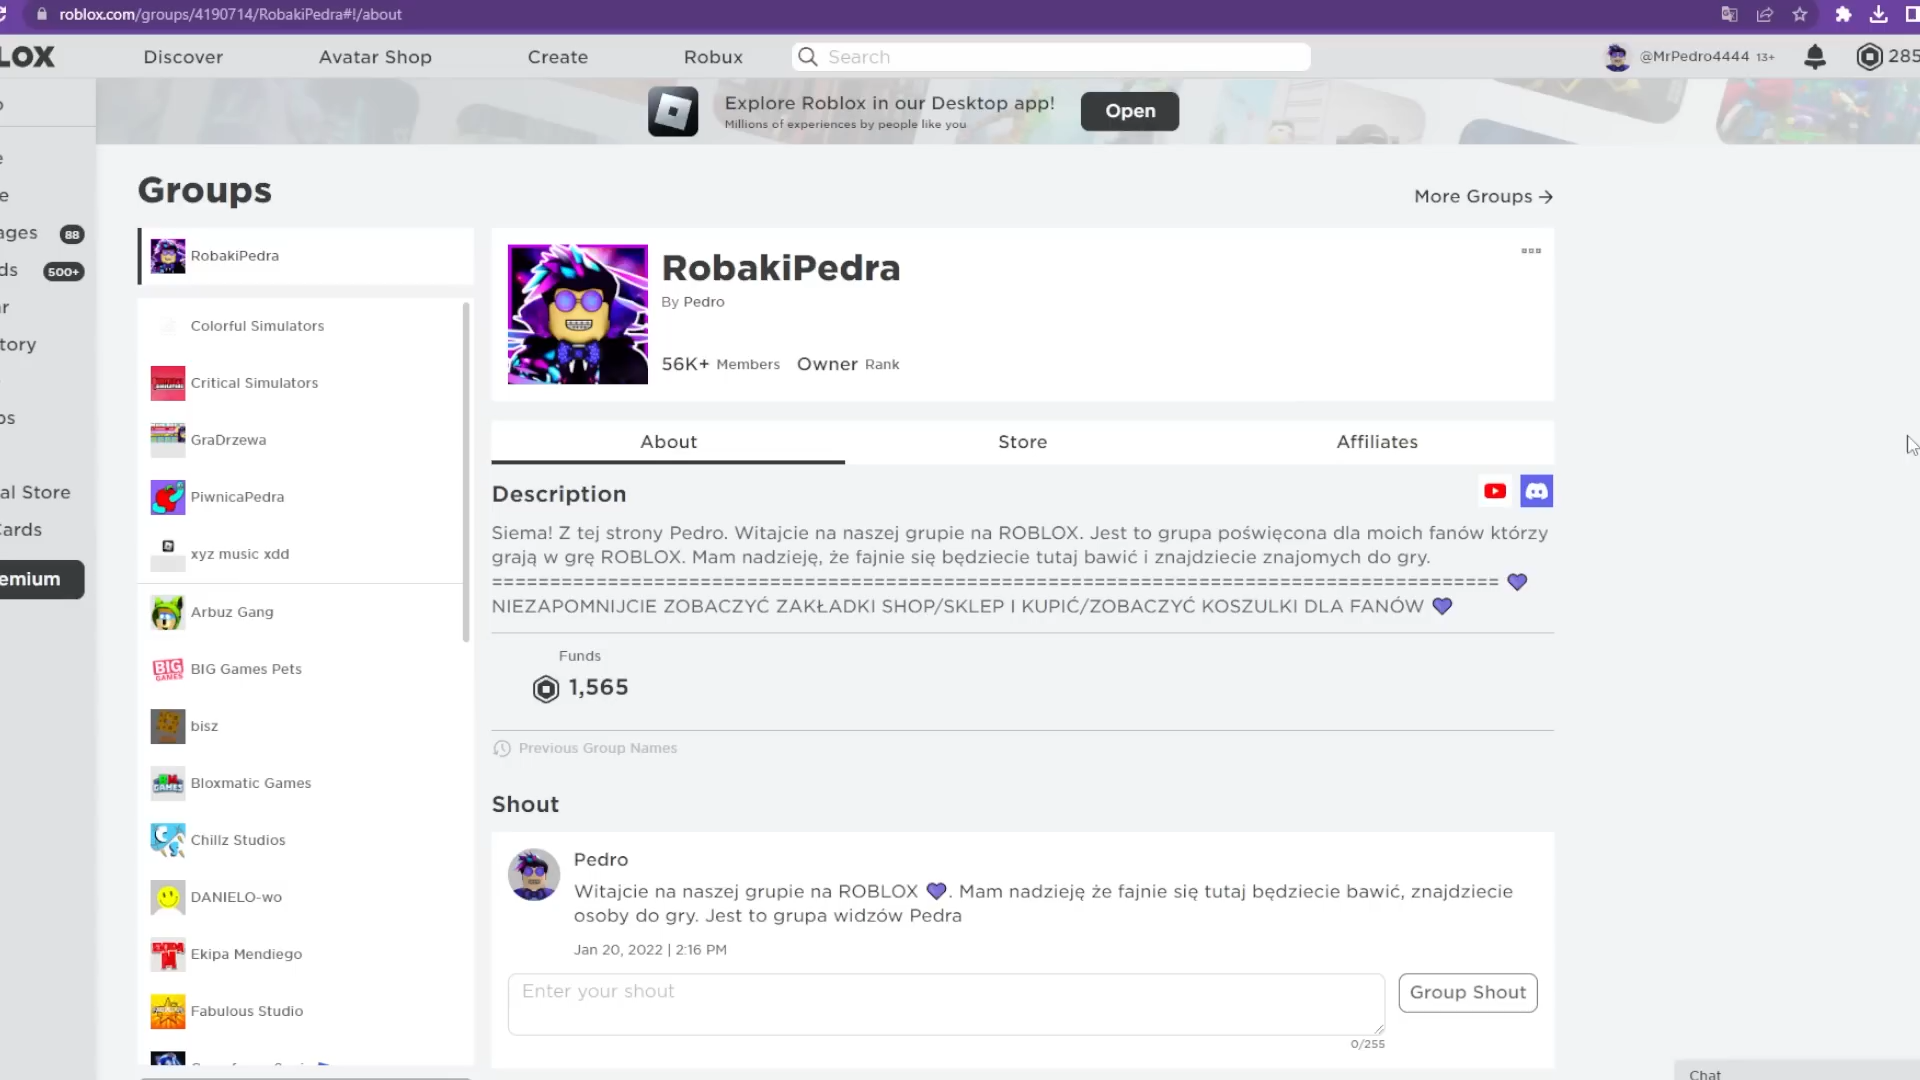 roblox.com/groups/4190714/RobakiPedra#!/about
LOX
Discover
Avatar Shop
Create
Robux
Search
@MrPedro4444 13+
285
Explore Roblox in our Desktop app!
Millions of experiences by people like you
Open
ages 88
ds 500+
tory
al Store
Cards
emium
Groups
More Groups →
RobakiPedra
Colorful Simulators
Critical Simulators
GraDrzewa
PiwnicaPedra
xyz music xdd
Arbuz Gang
BIG Games Pets
bisz
Bloxmatic Games
Chillz Studios
DANIELO-wo
Ekipa Mendiego
Fabulous Studio
RobakiPedra
By Pedro
56K+ Members Owner Rank
About
Store
Affiliates
Description
Siema! Z tej strony Pedro. Witajcie na naszej grupie na ROBLOX. Jest to grupa poświęcona dla moich fanów którzy
grają w grę ROBLOX. Mam nadzieję, że fajnie się będziecie tutaj bawić i znajdziecie znajomych do gry.
======================================================================================= 💜
NIEZAPOMNIJCIE ZOBACZYĆ ZAKŁADKI SHOP/SKLEP I KUPIĆ/ZOBACZYĆ KOSZULKI DLA FANÓW 💜
Funds
1,565
Previous Group Names
Shout
Pedro
Witajcie na naszej grupie na ROBLOX 💜. Mam nadzieję że fajnie się tutaj będziecie bawić, znajdziecie
osoby do gry. Jest to grupa widzów Pedra
Jan 20, 2022 | 2:16 PM
Enter your shout
Group Shout
0/255
Chat